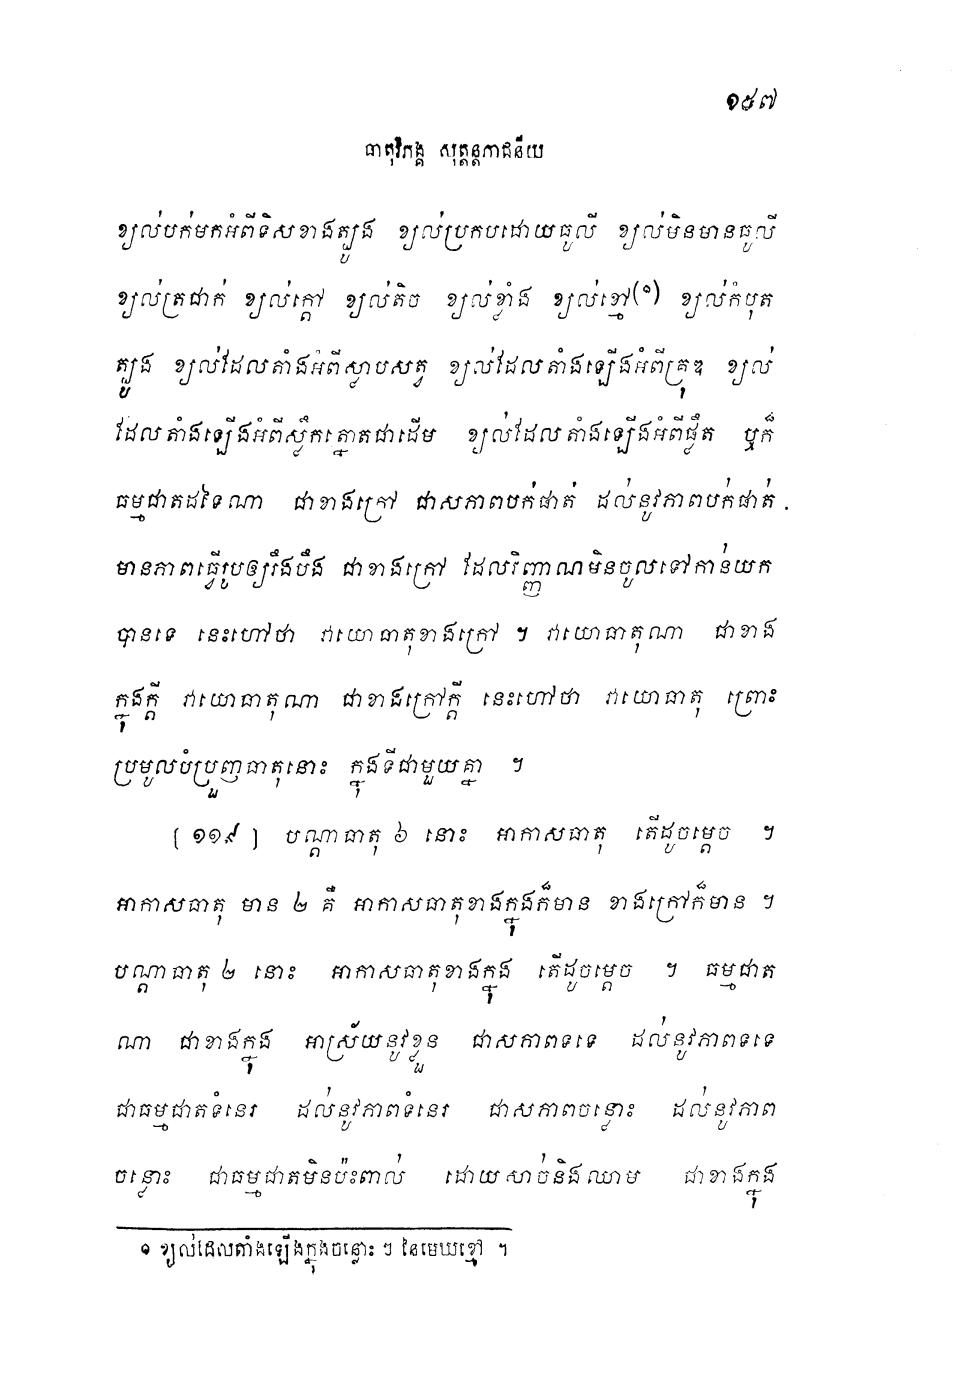 ១៥៧
ធាតុវិភង្គ សុត្តន្តភាជនីយ
ខ្យល់បក់មកអំពីទិសខាងត្បូង ខ្យល់ប្រកបដោយធូលី ខ្យល់មិនមានធូលី
ខ្យល់ត្រជាក់ ខ្យល់ក្តៅ ខ្យល់តិច ខ្យល់ខ្លាំង ខ្យល់ខ្មៅ(១) ខ្យល់កំបុត
ត្បូង ខ្យល់ដែលតាំងអំពីស្លាបសត្វ ខ្យល់ដែលតាំងឡើងអំពីគ្រុឌ ខ្យល់
ដែលតាំងឡើងអំពីស្លឹកត្នោតជាដើម ខ្យល់ដែលតាំងឡើងអំពីផ្លិត ឬក៏
ធម្មជាតដទៃណា ជាខាងក្រៅ ជាសភាពបក់ផាត់ ដល់នូវភាពបក់ផាត់
មានភាពធ្វើរូបឲ្យរឹងប៉ឹង ជាខាងក្រៅ ដែលវិញ្ញាណមិនចូលទៅកាន់យក
បានទេ នេះហៅថា វាយោធាតុខាងក្រៅ ។ វាយោធាតុណា ជាខាង
ក្នុងក្តី វាយោធាតុណា ជាខាងក្រៅក្តី នេះហៅថា វាយោធាតុ ព្រោះ
ប្រមូលបំប្រួញធាតុនោះ ក្នុងទីជាមួយគ្នា ។
[ ១១៩ ] បណ្តាធាតុ ៦ នោះ អាកាសធាតុ តើដូចម្តេច ។
អាកាសធាតុ មាន ២ គឺ អាកាសធាតុខាងក្នុងក៏មាន ខាងក្រៅក៏មាន ។
បណ្តាធាតុ ២ នោះ អាកាសធាតុខាងក្នុង តើដូចម្តេច ។ ធម្មជាត
ណា ជាខាងក្នុង អាស្រ័យនូវខ្លួន ជាសភាពទទេ ដល់នូវភាពទទេ
ជាធម្មជាតទំនេរ ដល់នូវភាពទំនេរ ជាសភាពចន្លោះ ដល់នូវភាព
ចន្លោះ ជាធម្មជាតមិនប៉ះពាល់ ដោយសាច់និងឈាម ជាខាងក្នុង
១ ខ្យល់ដែលតាំងឡើងក្នុងចន្លោះ ៗ នៃមេឃខ្មៅ ។